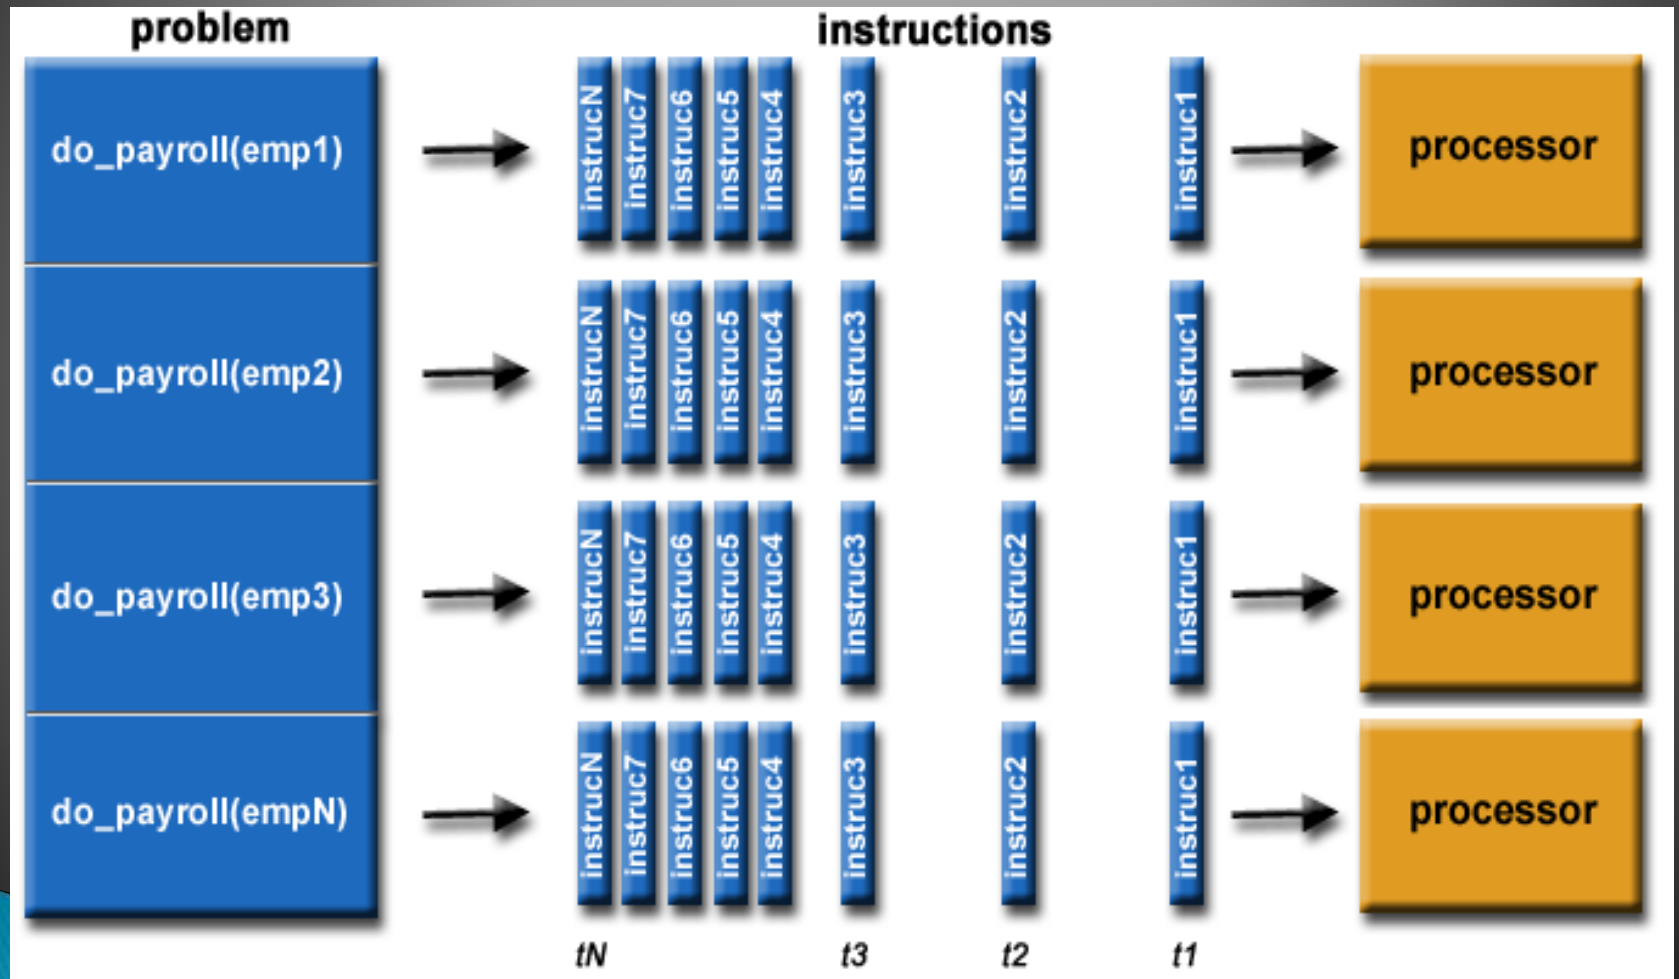 problem instructions
do_payroll(emp1) instrucN instruc7 instruc6 instruc5 instruc4 instruc3 instruc2 instruc1 processor
do_payroll(emp2) instrucN instruc7 instruc6 instruc5 instruc4 instruc3 instruc2 instruc1 processor
do_payroll(emp3) instrucN instruc7 instruc6 instruc5 instruc4 instruc3 instruc2 instruc1 processor
do_payroll(empN) instrucN instruc7 instruc6 instruc5 instruc4 instruc3 instruc2 instruc1 processor
tN t3 t2 t1